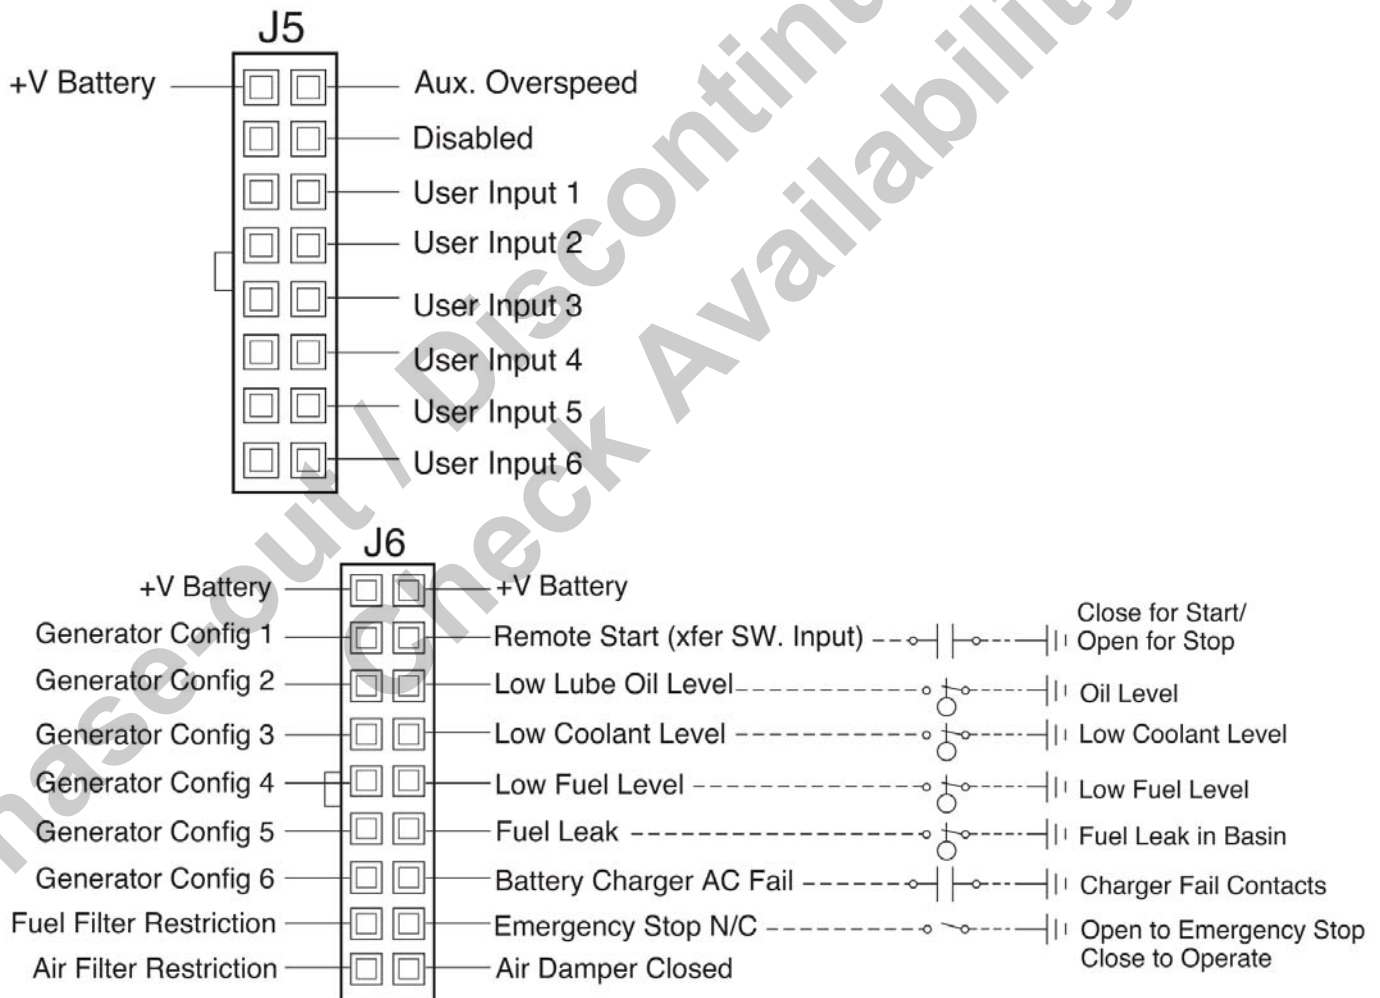 J5
+V Battery
Aux. Overspeed
Disabled
User Input 1
User Input 2
User Input 3
User Input 4
User Input 5
User Input 6
J6
+V Battery
+V Battery
Generator Config 1
Remote Start (xfer SW. Input)
Close for Start/
Open for Stop
Generator Config 2
Low Lube Oil Level
Oil Level
Generator Config 3
Low Coolant Level
Low Coolant Level
Generator Config 4
Low Fuel Level
Low Fuel Level
Generator Config 5
Fuel Leak
Fuel Leak in Basin
Generator Config 6
Battery Charger AC Fail
Charger Fail Contacts
Fuel Filter Restriction
Emergency Stop N/C
Open to Emergency Stop
Close to Operate
Air Filter Restriction
Air Damper Closed
hase-out / Discontinu
Check Availability